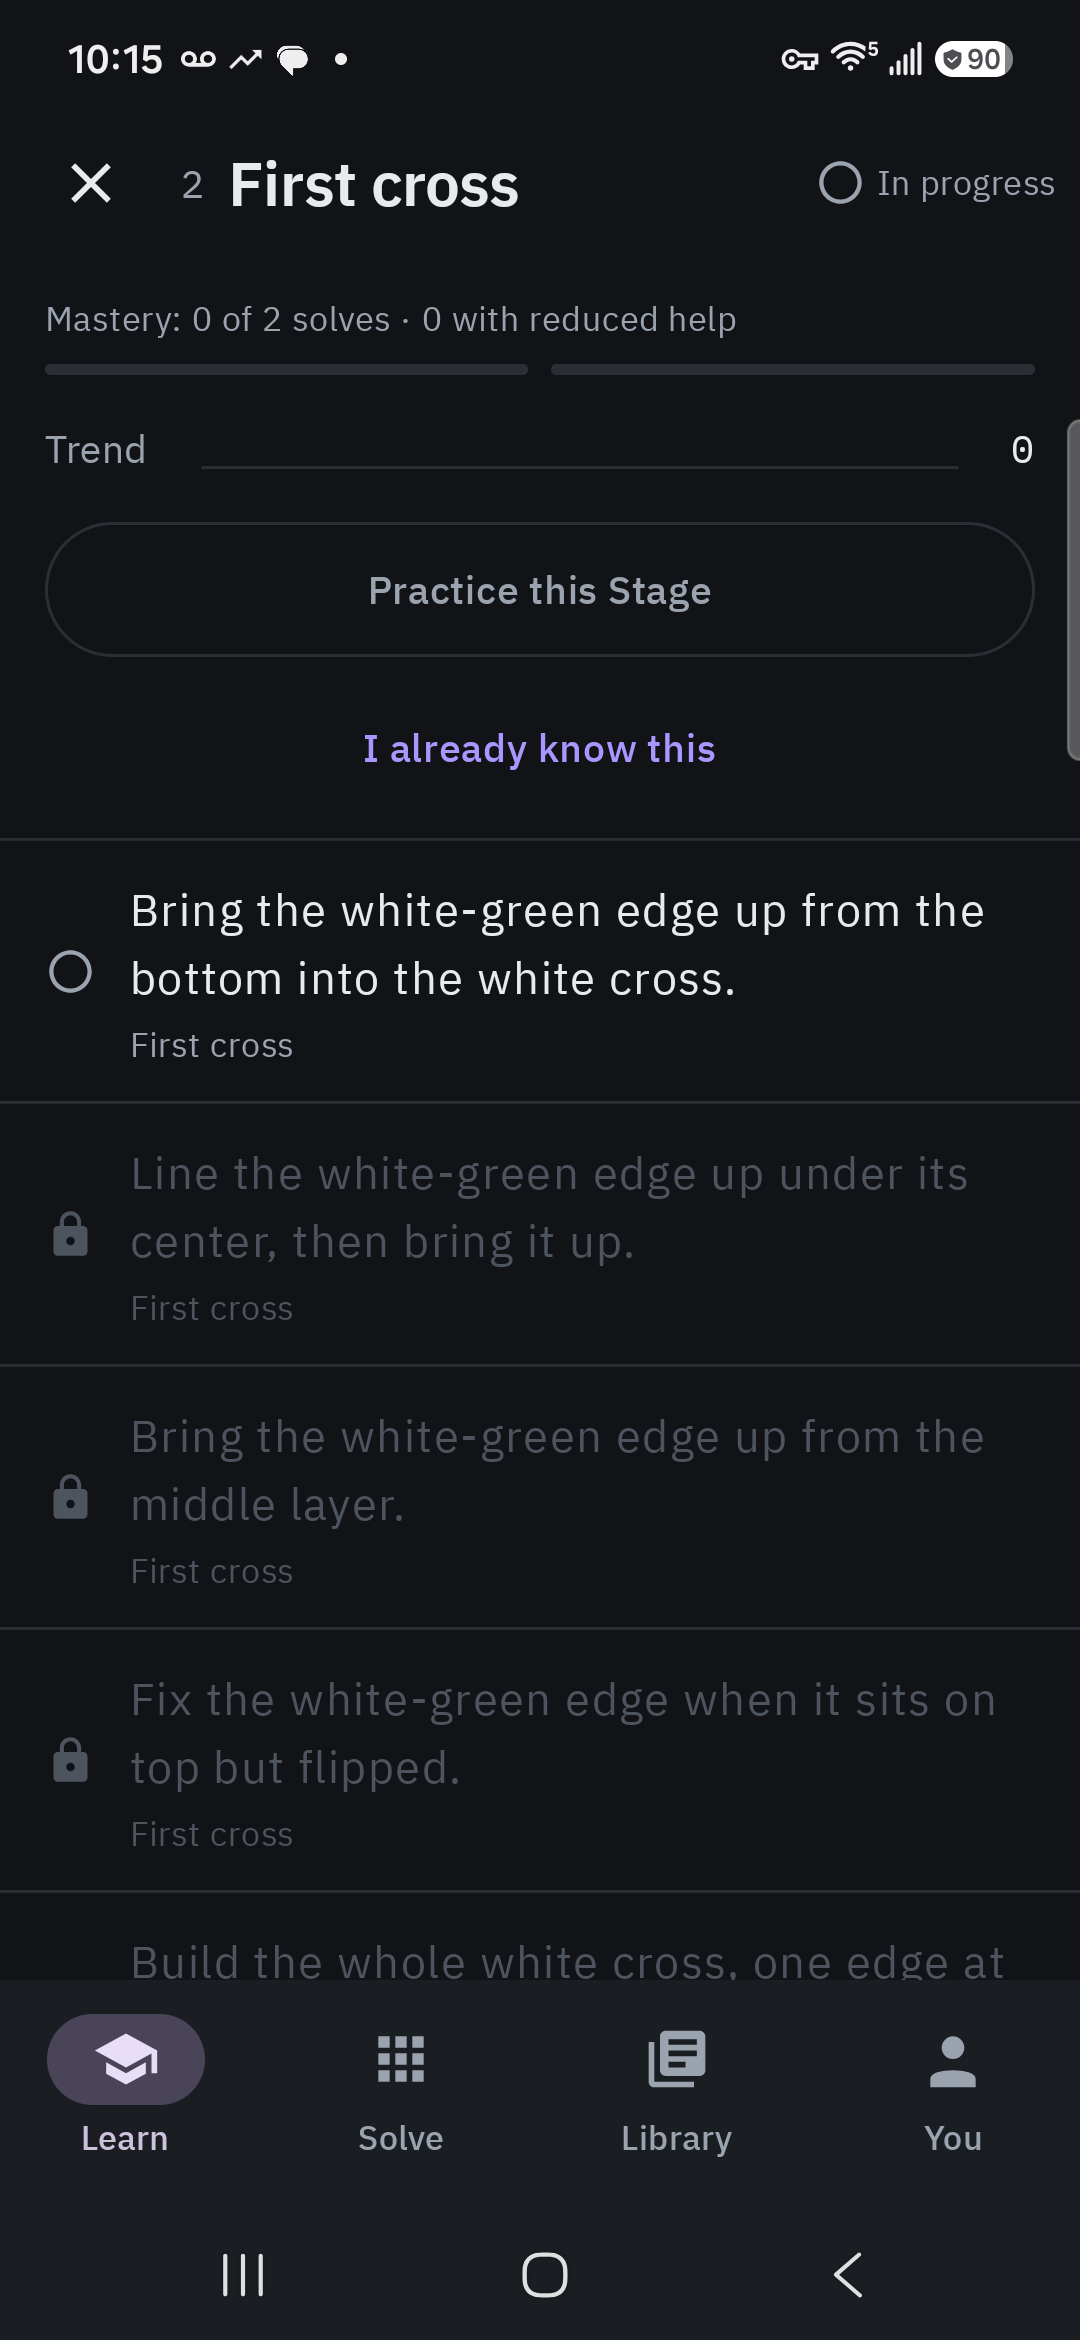 10:15
5
90
2 First cross
In progress
Mastery: 0 of 2 solves · 0 with reduced help
Trend
0
Practice this Stage
I already know this
Bring the white-green edge up from the
bottom into the white cross.
First cross
Line the white-green edge up under its
center, then bring it up.
First cross
Bring the white-green edge up from the
middle layer.
First cross
Fix the white-green edge when it sits on
top but flipped.
First cross
Build the whole white cross, one edge at
Learn
Solve
Library
You